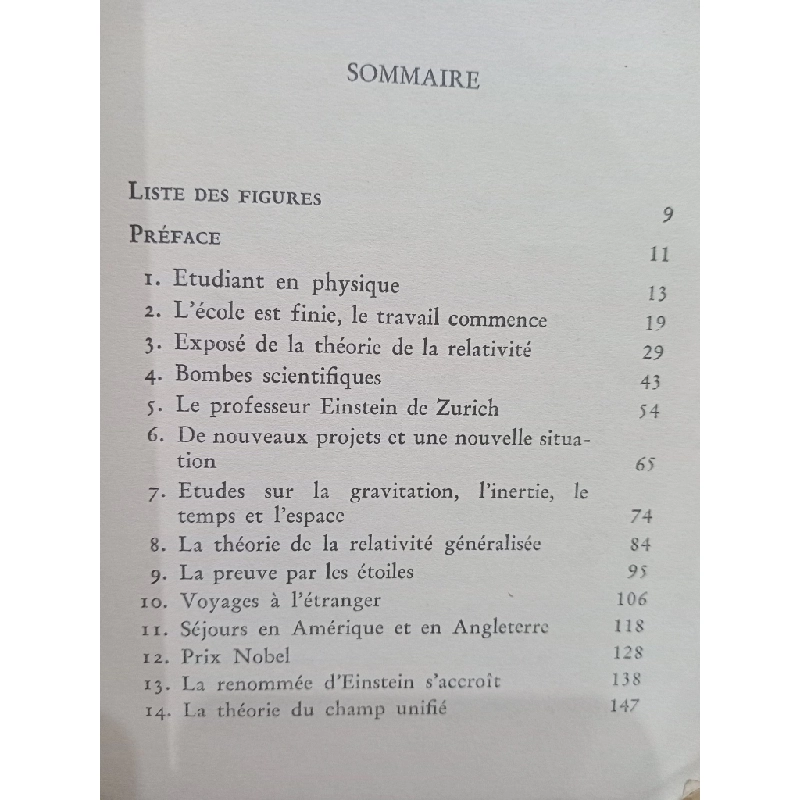 SOMMAIRE
LISTE DES FIGURES 9
PRÉFACE 11
1. Etudiant en physique 13
2. L'école est finie, le travail commence 19
3. Exposé de la théorie de la relativité 29
4. Bombes scientifiques 43
5. Le professeur Einstein de Zurich 54
6. De nouveaux projets et une nouvelle situa-
tion 65
7. Etudes sur la gravitation, l'inertie, le
temps et l'espace 74
8. La théorie de la relativité généralisée 84
9. La preuve par les étoiles 95
10. Voyages à l'étranger 106
11. Séjours en Amérique et en Angleterre 118
12. Prix Nobel 128
13. La renommée d'Einstein s'accroît 138
14. La théorie du champ unifié 147